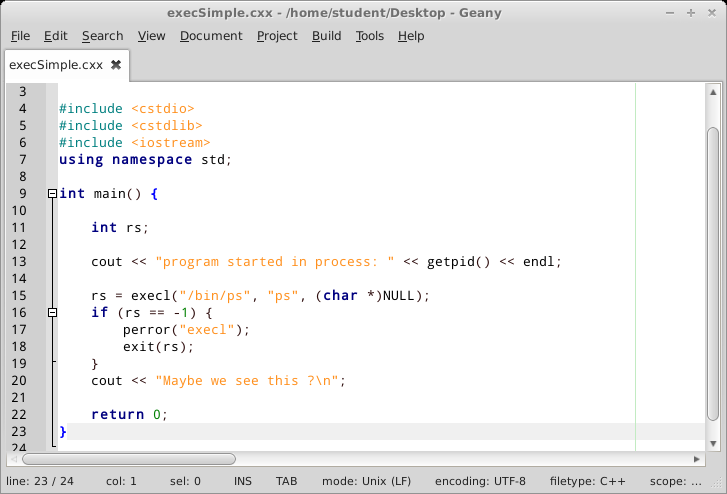 execSimple.cxx - /home/student/Desktop - Geany
File Edit Search View Document Project Build Tools Help
execSimple.cxx
3
4 #include <cstdio>
5 #include <cstdlib>
6 #include <iostream>
7 using namespace std;
8
9 int main() {
10
11 int rs;
12
13 cout << "program started in process: " << getpid() << endl;
14
15 rs = execl("/bin/ps", "ps", (char *)NULL);
16 if (rs == -1) {
17 perror("execl");
18 exit(rs);
19 }
20 cout << "Maybe we see this ?\n";
21
22 return 0;
23 }
24
line: 23 / 24 col: 1 sel: 0 INS TAB mode: Unix (LF) encoding: UTF-8 filetype: C++ scope: ...